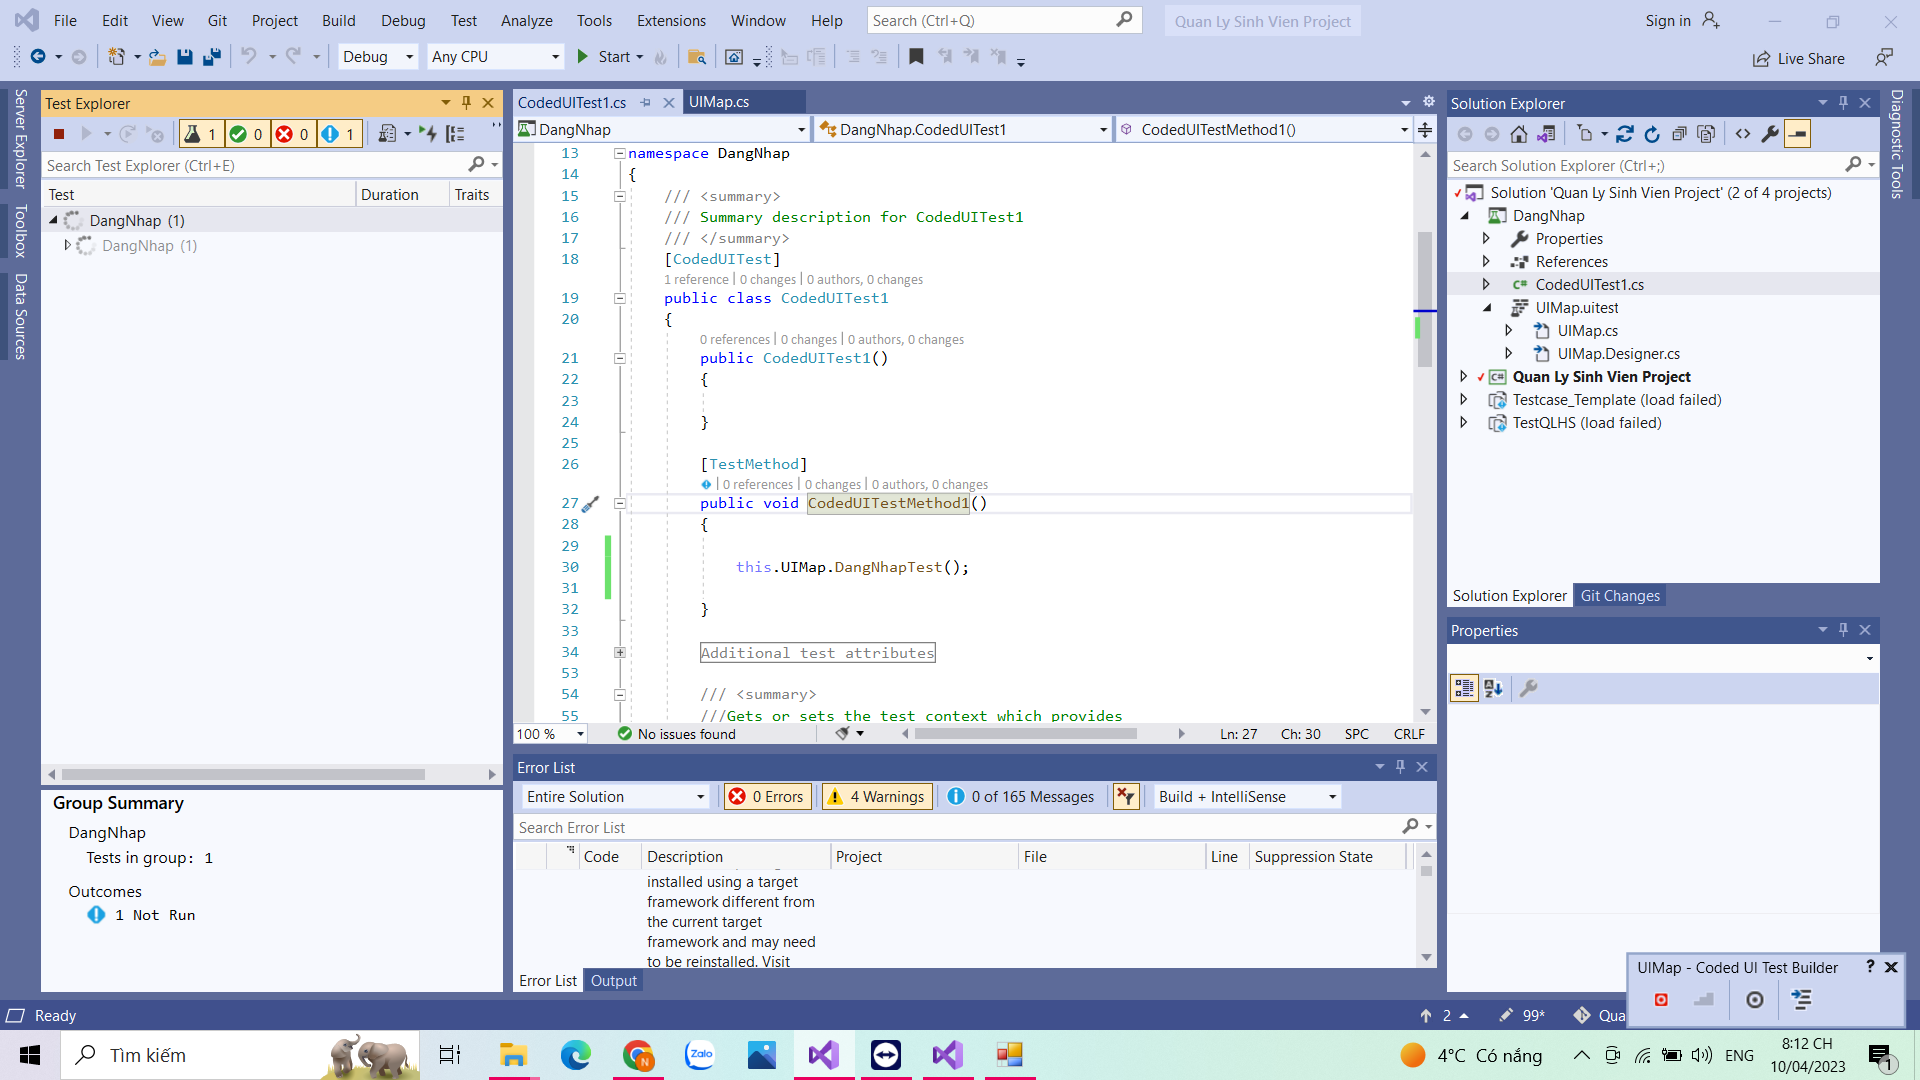 File Edit View Git Project Build Debug Test Analyze Tools Extensions Window Help Search (Ctrl+Q) Quan Ly Sinh Vien Project Sign in
Debug Any CPU Start Live Share
Server Explorer
Toolbox
Data Sources
Test Explorer
1 0 0 1
Search Test Explorer (Ctrl+E)
Test Duration Traits
DangNhap (1)
DangNhap (1)
Group Summary
DangNhap
Tests in group: 1
Outcomes
1 Not Run
CodedUITest1.cs UIMap.cs
DangNhap DangNhap.CodedUITest1 CodedUITestMethod1()
13 namespace DangNhap
14 {
15 /// <summary>
16 /// Summary description for CodedUITest1
17 /// </summary>
18 [CodedUITest]
1 reference | 0 changes | 0 authors, 0 changes
19 public class CodedUITest1
20 {
0 references | 0 changes | 0 authors, 0 changes
21 public CodedUITest1()
22 {
23
24 }
25
26 [TestMethod]
| 0 references | 0 changes | 0 authors, 0 changes
27 public void CodedUITestMethod1()
28 {
29
30 this.UIMap.DangNhapTest();
31
32 }
33
34 Additional test attributes
53
54 /// <summary>
55 ///Gets or sets the test context which provides
100 % No issues found Ln: 27 Ch: 30 SPC CRLF
Error List
Entire Solution 0 Errors 4 Warnings 0 of 165 Messages Build + IntelliSense
Search Error List
Code Description Project File Line Suppression State
installed using a target
framework different from
the current target
framework and may need
to be reinstalled. Visit
Error List Output
Solution Explorer
Search Solution Explorer (Ctrl+;)
Solution 'Quan Ly Sinh Vien Project' (2 of 4 projects)
DangNhap
Properties
References
C# CodedUITest1.cs
UIMap.uitest
UIMap.cs
UIMap.Designer.cs
C# Quan Ly Sinh Vien Project
Testcase_Template (load failed)
TestQLHS (load failed)
Solution Explorer Git Changes
Properties
Diagnostic Tools
UIMap - Coded UI Test Builder ?
Ready 2 99* Qua
Tìm kiếm Zalo N 4°C Có nắng ENG 8:12 CH
10/04/2023
1